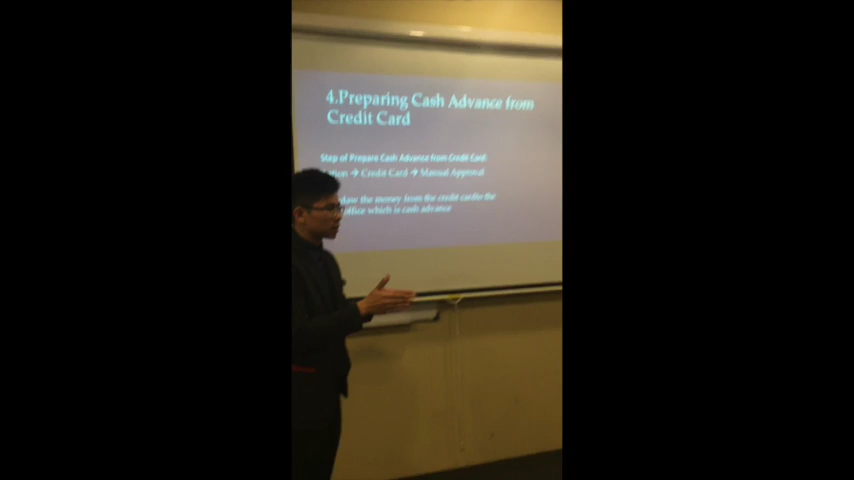 4.Preparing Cash Advance from
Credit Card
Step of Prepare Cash Advance from Credit Card:
→ Credit Card → Manual Approval
the money from the credit card to the
office which is cash advance